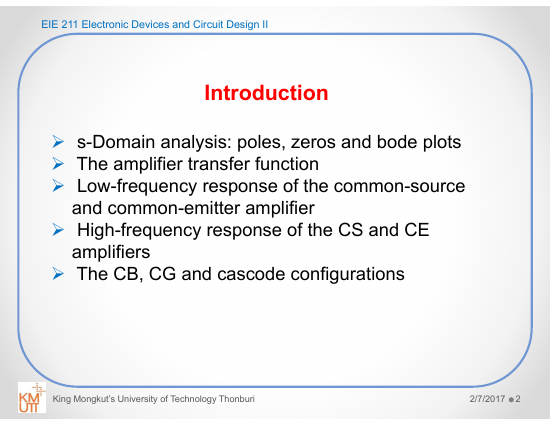 EIE 211 Electronic Devices and Circuit Design II
Introduction
➢ s-Domain analysis: poles, zeros and bode plots
➢ The amplifier transfer function
➢ Low-frequency response of the common-source
and common-emitter amplifier
➢ High-frequency response of the CS and CE
amplifiers
➢ The CB, CG and cascode configurations
KM
UTT
King Mongkut's University of Technology Thonburi
2/7/2017 ● 2